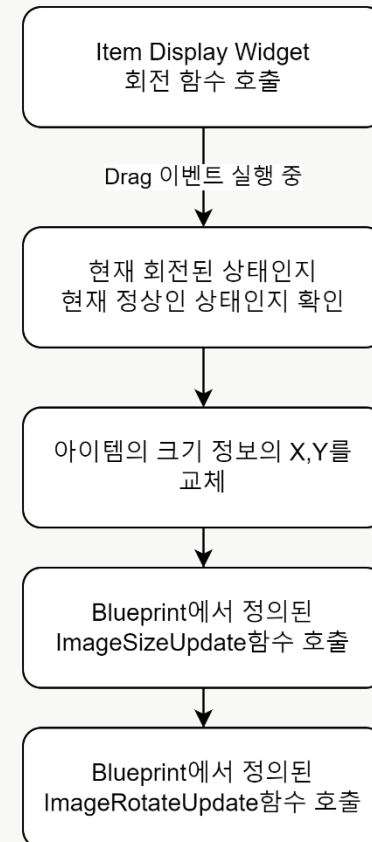 Item Display Widget
회전 함수 호출
Drag 이벤트 실행 중
현재 회전된 상태인지
현재 정상인 상태인지 확인
아이템의 크기 정보의 X,Y를
교체
Blueprint에서 정의된
ImageSizeUpdate함수 호출
Blueprint에서 정의된
ImageRotateUpdate함수 호출